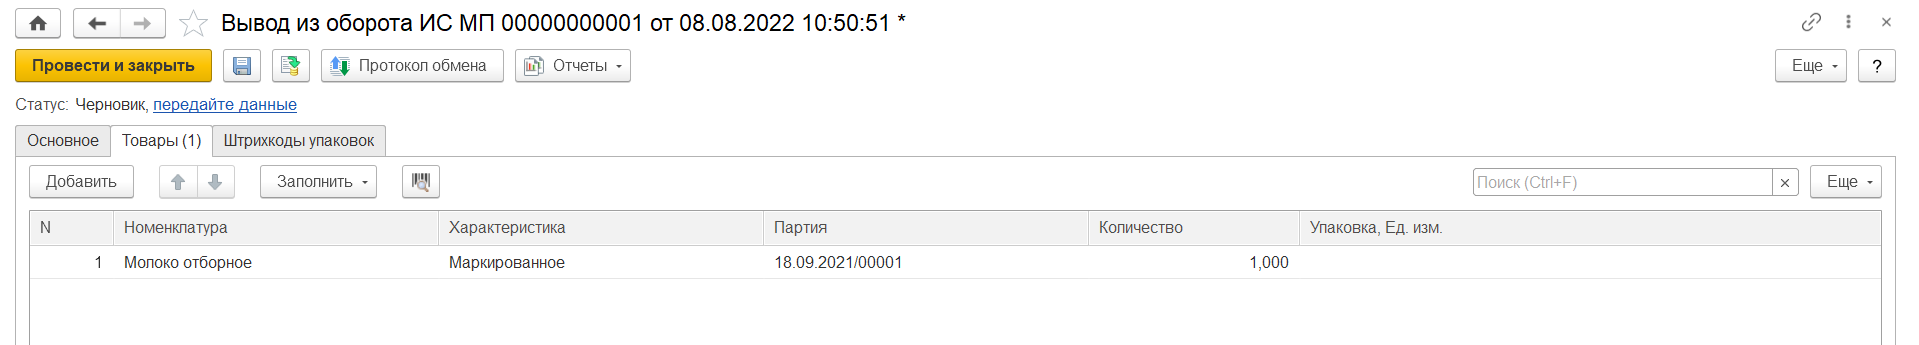 Вывод из оборота ИС МП 00000000001 от 08.08.2022 10:50:51 *
Провести и закрыть Протокол обмена Отчеты Еще ?
Статус: Черновик, передайте данные
Основное Товары (1) Штрихкоды упаковок
Добавить Заполнить Поиск (Ctrl+F) × Еще
N Номенклатура Характеристика Партия Количество Упаковка, Ед. изм.
1 Молоко отборное Маркированное 18.09.2021/00001 1,000